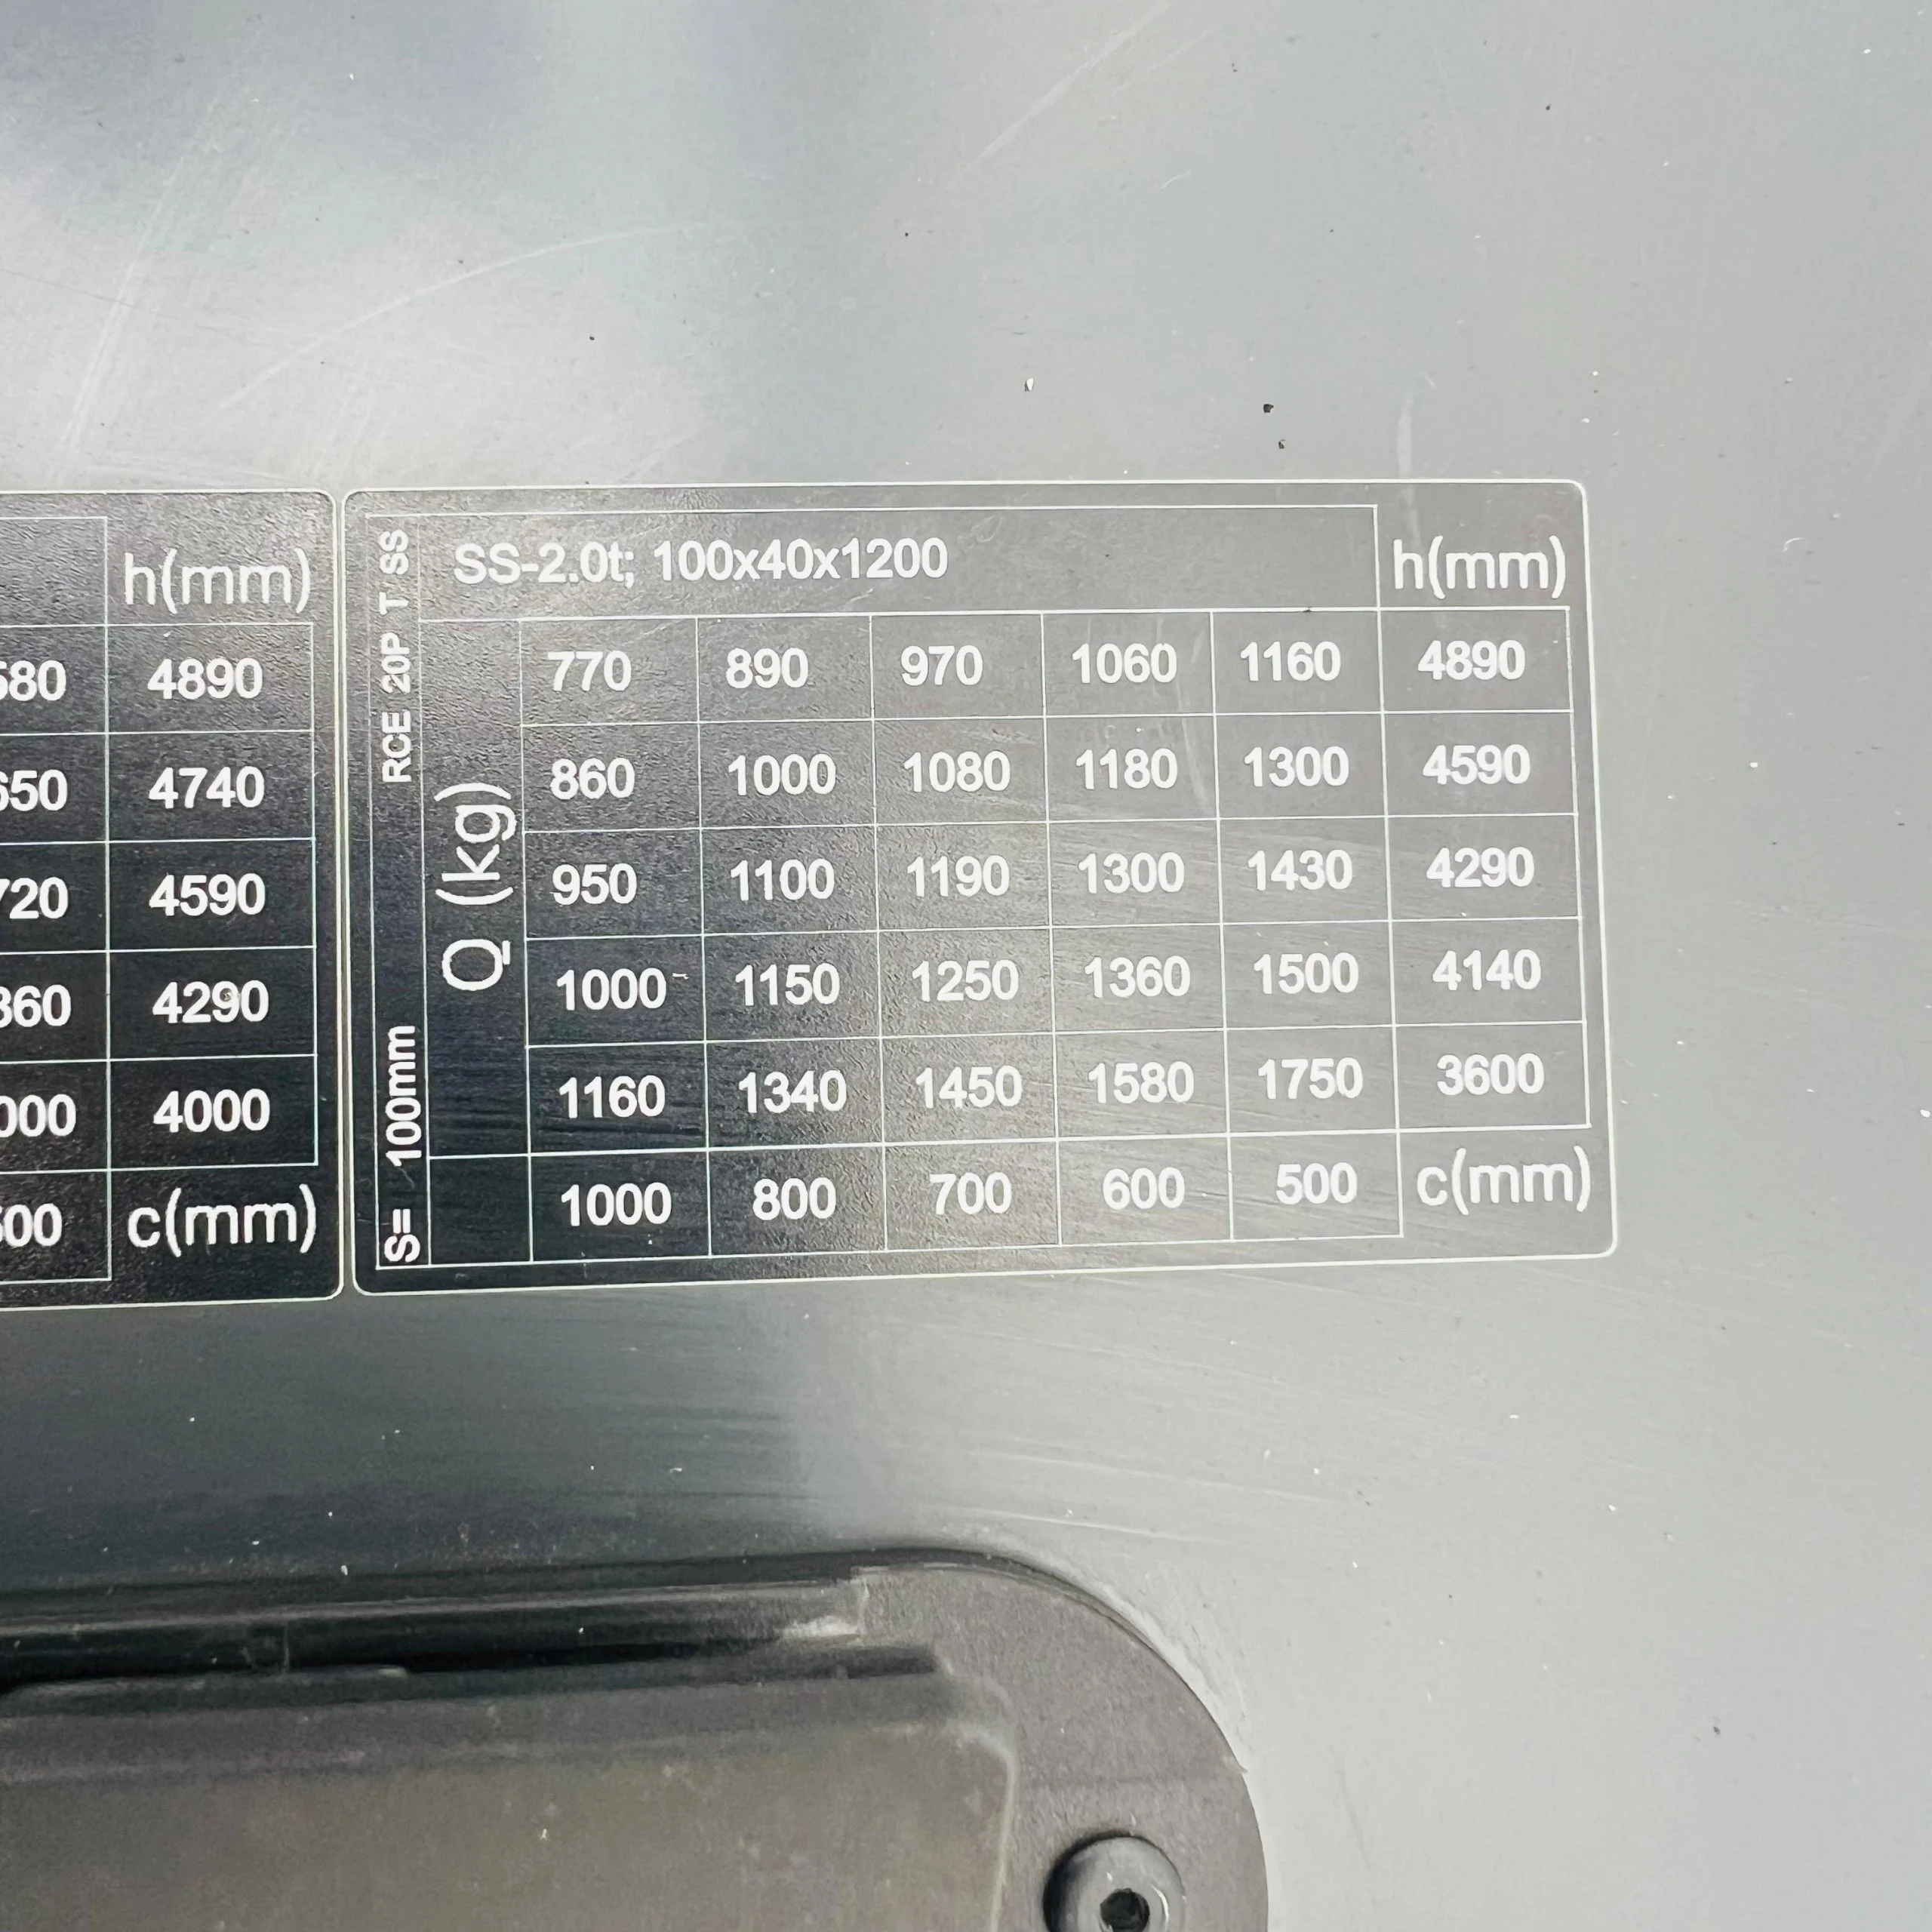 h(mm)
4890
4740
4590
4290
4000
c(mm)
RCE 20P T/SS
S= 100mm
SS-2.0t; 100x40x1200 h(mm)
Q (kg)
770 890 970 1060 1160 4890
860 1000 1080 1180 1300 4590
950 1100 1190 1300 1430 4290
1000 1150 1250 1360 1500 4140
1160 1340 1450 1580 1750 3600
1000 800 700 600 500 c(mm)